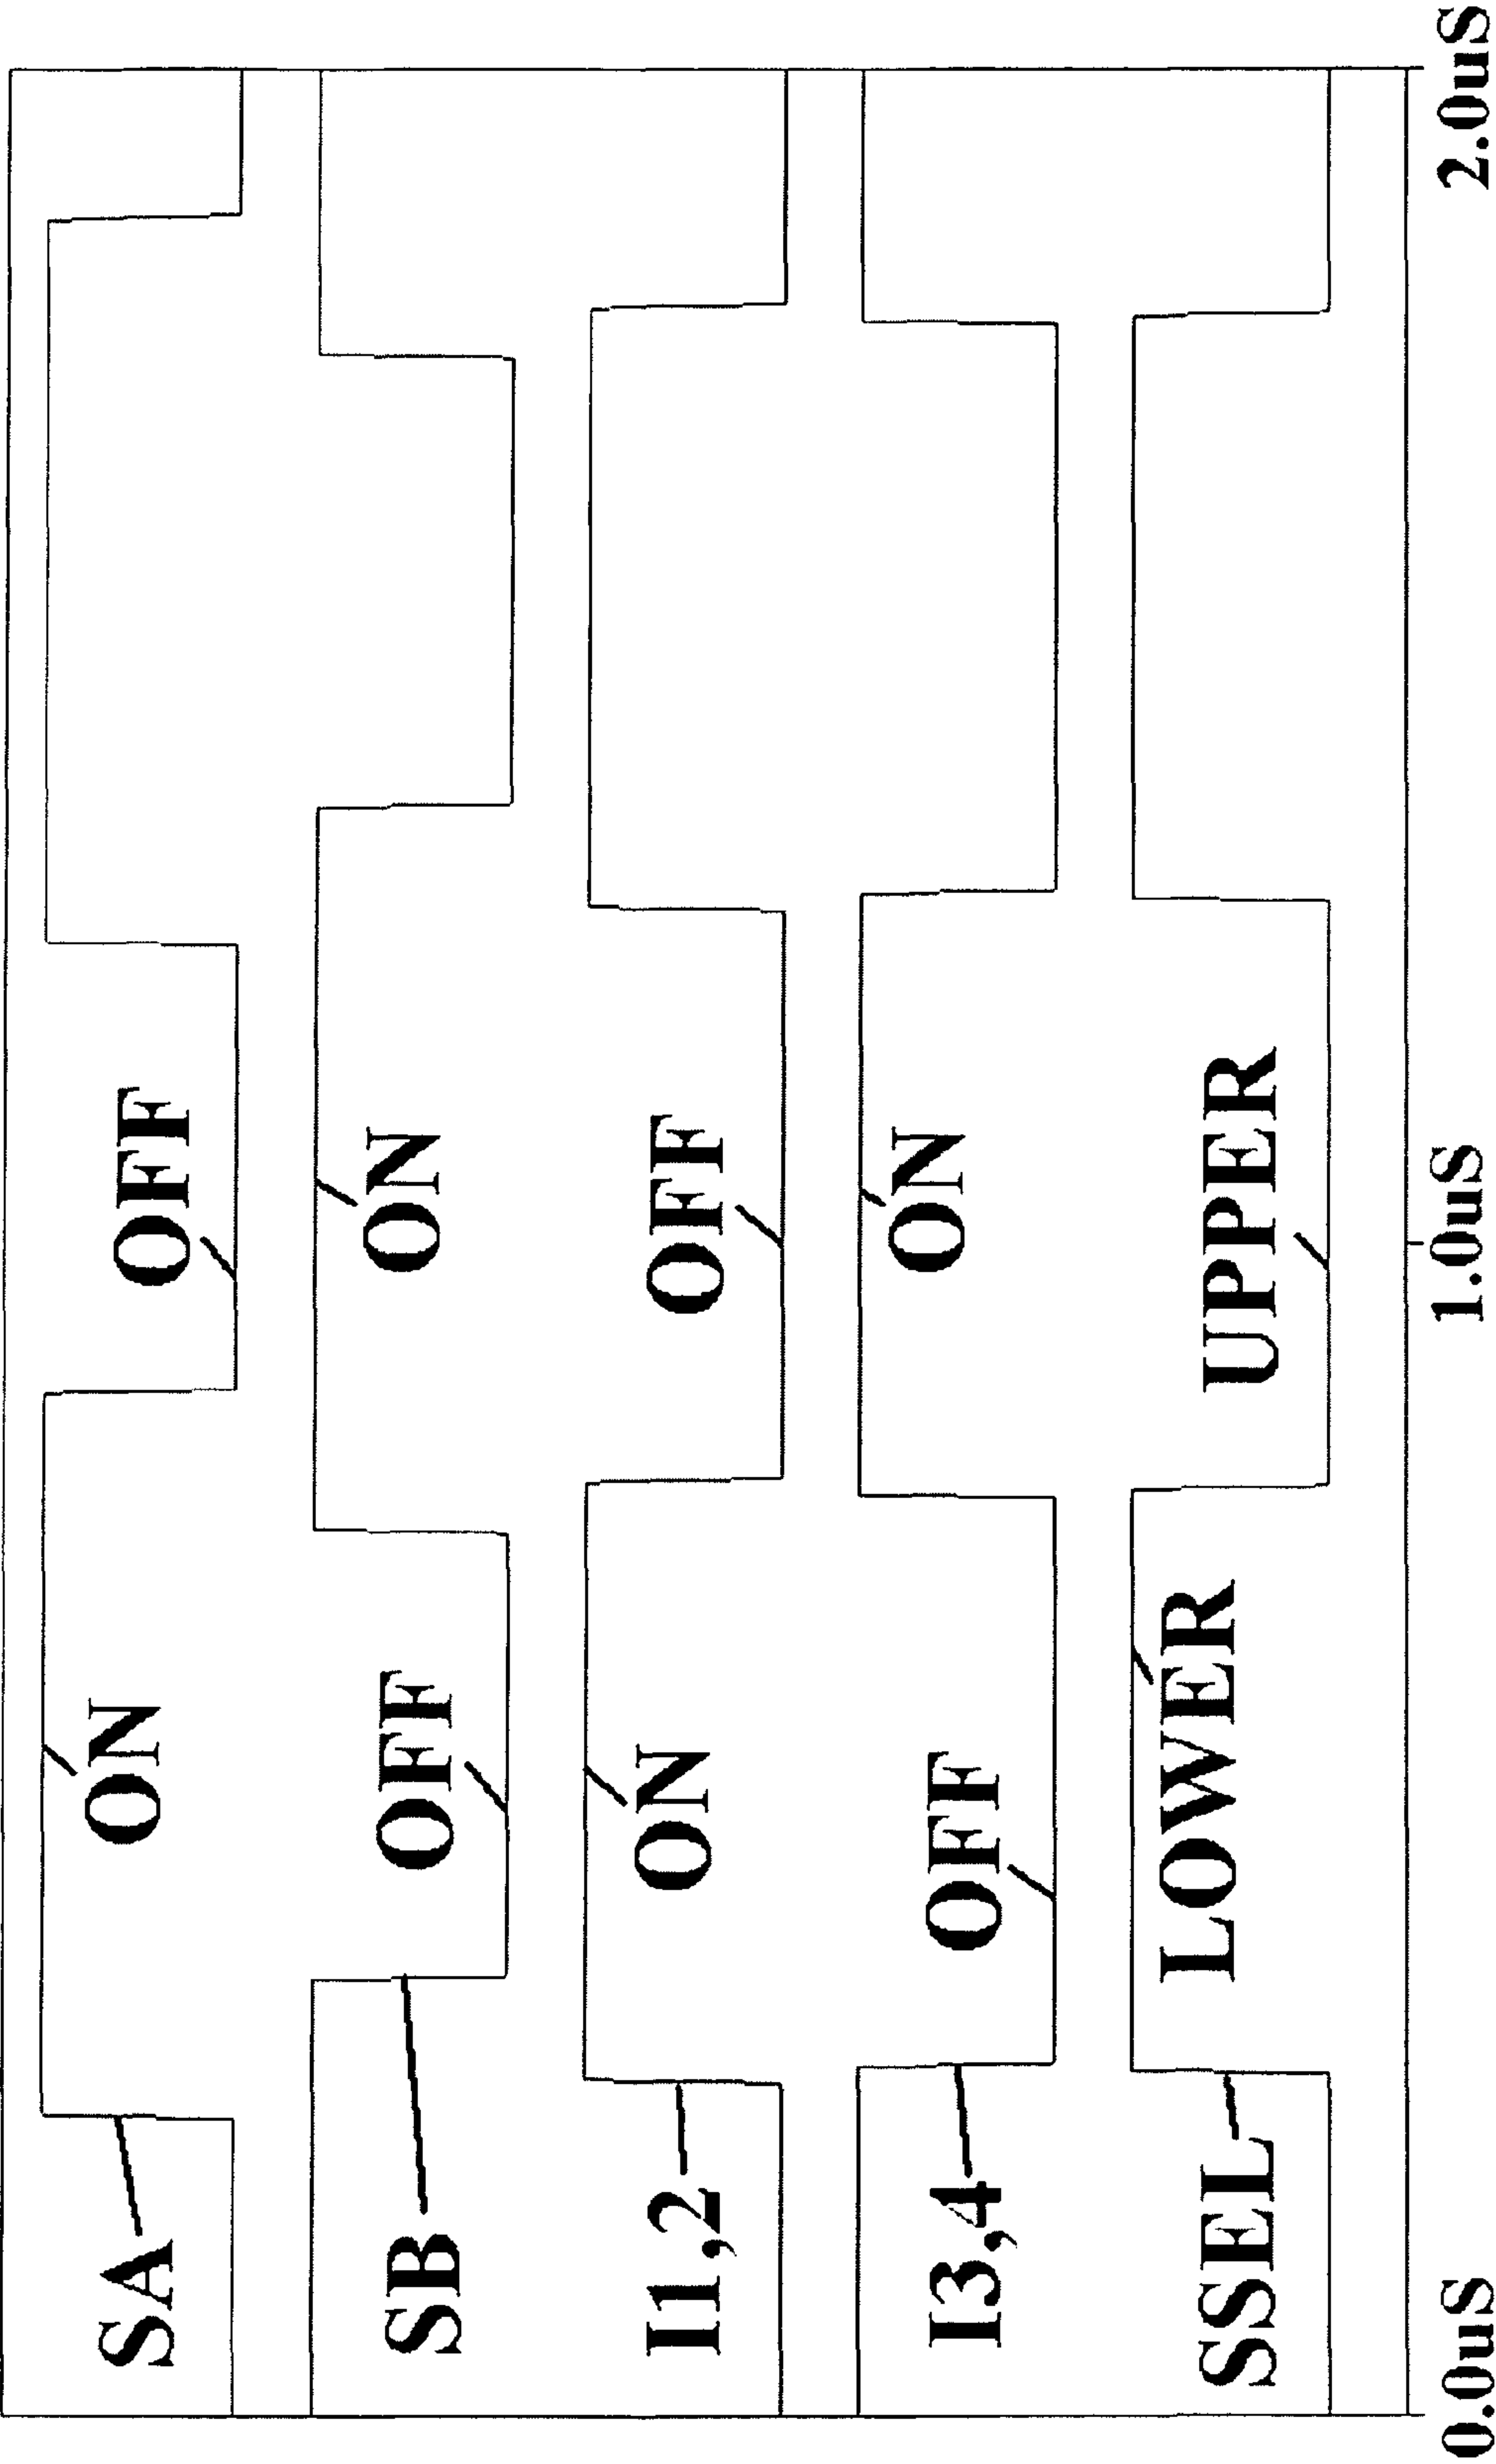 SA
ON
OFF
SB
OFF
ON
I1,2
ON
OFF
I3,4
OFF
ON
SSEL
LOWER
UPPER
0.0uS
1.0uS
2.0uS